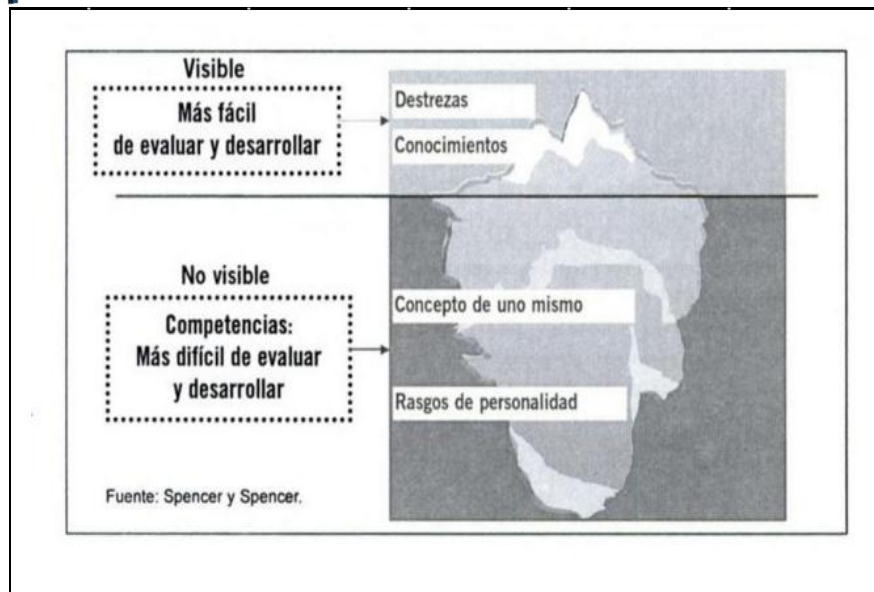 Visible
Más fácil
de evaluar y desarrollar
Destrezas
Conocimientos
No visible
Competencias:
Más difícil de evaluar
y desarrollar
Concepto de uno mismo
Rasgos de personalidad
Fuente: Spencer y Spencer.